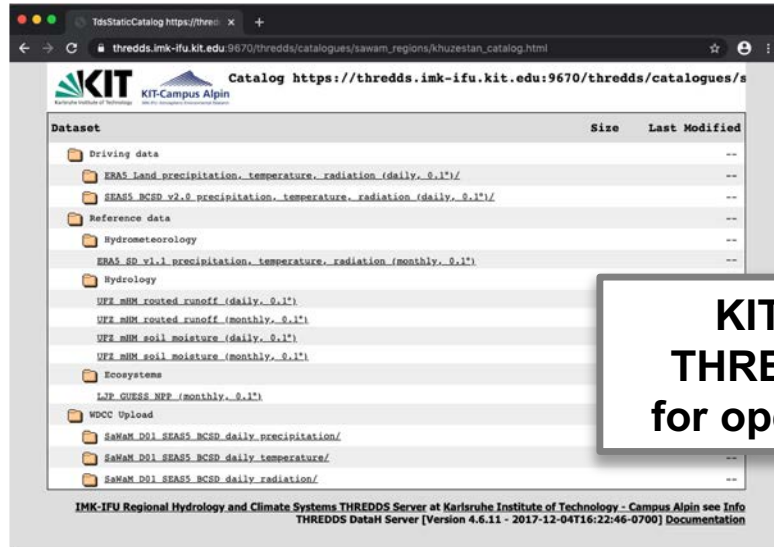 TdsStaticCatalog https://thred
thredds.imk-ifu.kit.edu:9670/thredds/catalogues/sawam_regions/khuzestan_catalog.html
KIT
Karlsruhe Institute of Technology
KIT-Campus Alpin
Catalog https://thredds.imk-ifu.kit.edu:9670/thredds/catalogues/s
Dataset Size Last Modified
Driving data --
ERA5 Land precipitation, temperature, radiation (daily, 0.1°)/ --
SEAS5 BCSD v2.0 precipitation, temperature, radiation (daily, 0.1°)/ --
Reference data --
Hydrometeorology --
ERA5 SD v1.1 precipitation, temperature, radiation (monthly, 0.1°) --
Hydrology
UFZ mHM routed runoff (daily, 0.1°)
UFZ mHM routed runoff (monthly, 0.1°)
UFZ mHM soil moisture (daily, 0.1°)
UFZ mHM soil moisture (monthly, 0.1°)
Ecosystems
LJP GUESS NPP (monthly, 0.1°)
WDCC Upload
SaWaM D01 SEAS5 BCSD daily precipitation/
SaWaM D01 SEAS5 BCSD daily temperature/ --
SaWaM D01 SEAS5 BCSD daily radiation/ --
KIT
THRE
for op
IMK-IFU Regional Hydrology and Climate Systems THREDDS Server at Karlsruhe Institute of Technology - Campus Alpin see Info
THREDDS DataH Server [Version 4.6.11 - 2017-12-04T16:22:46-0700] Documentation